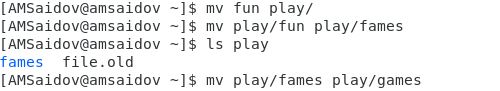 [AMSaidov@amsaidov ~]$ mv fun play/
[AMSaidov@amsaidov ~]$ mv play/fun play/fames
[AMSaidov@amsaidov ~]$ ls play
fames  file.old
[AMSaidov@amsaidov ~]$ mv play/fames play/games